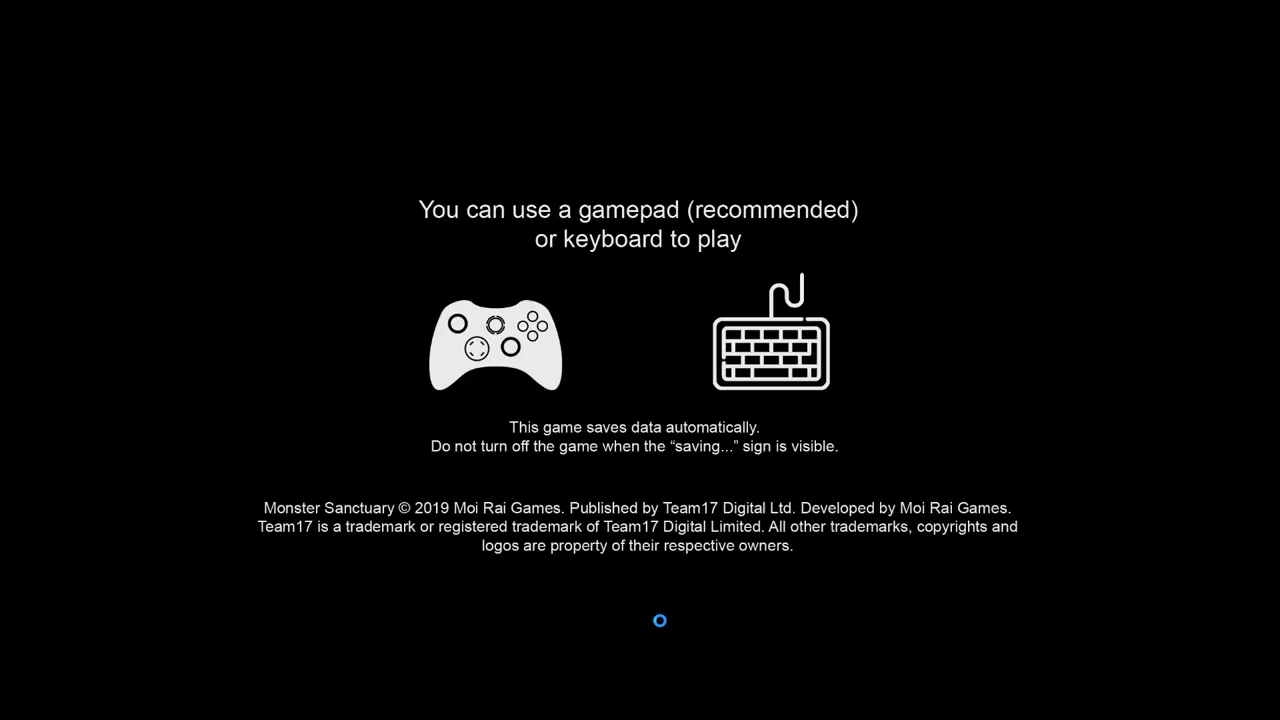 You can use a gamepad (recommended)
or keyboard to play
This game saves data automatically.
Do not turn off the game when the “saving...” sign is visible.
Monster Sanctuary © 2019 Moi Rai Games. Published by Team17 Digital Ltd. Developed by Moi Rai Games.
Team17 is a trademark or registered trademark of Team17 Digital Limited. All other trademarks, copyrights and
logos are property of their respective owners.